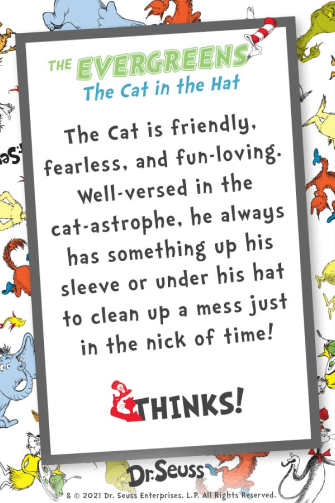 THE EVERGREENS
The Cat in the Hat
The Cat is friendly,
fearless, and fun-loving.
Well-versed in the
cat-astrophe, he always
has something up his
sleeve or under his hat
to clean up a mess just
in the nick of time!
& THINKS!
Dr. Seuss
& © 2021 Dr. Seuss Enterprises, L.P. All Rights Reserved.